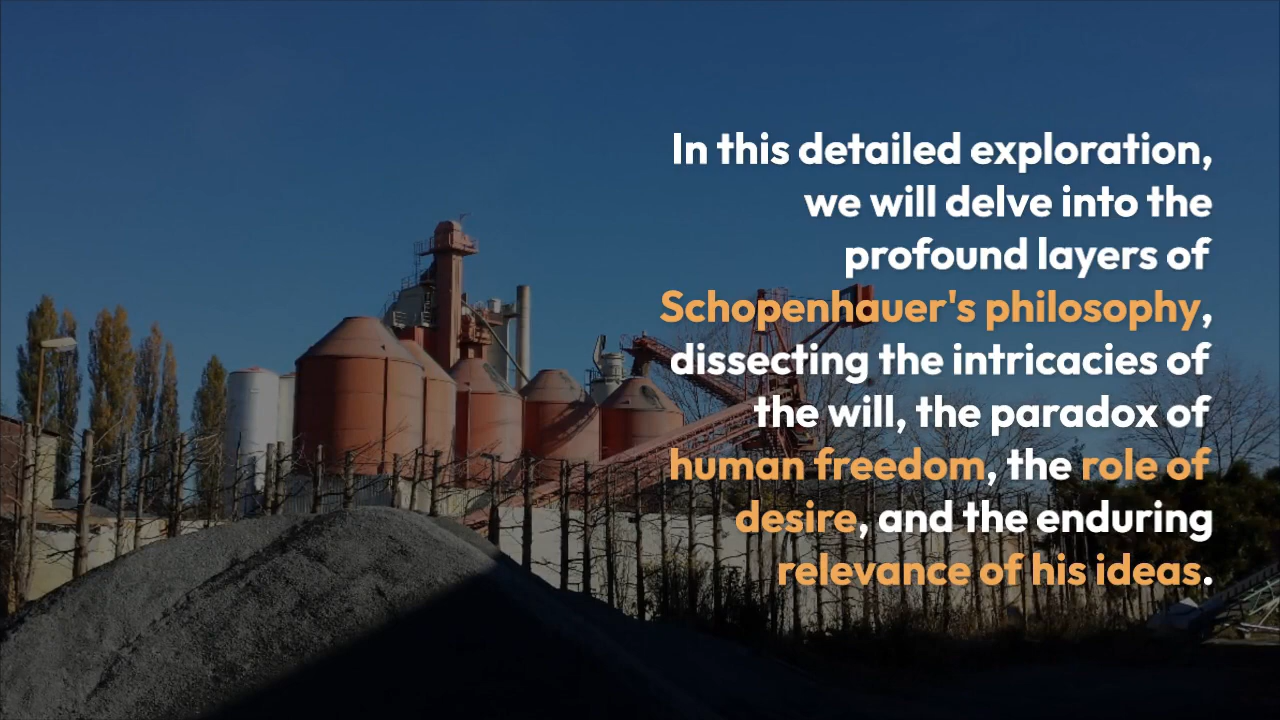 In this detailed exploration,
we will delve into the
profound layers of
Schopenhauer's philosophy,
dissecting the intricacies of
the will, the paradox of
human freedom, the role of
desire, and the enduring
relevance of his ideas.